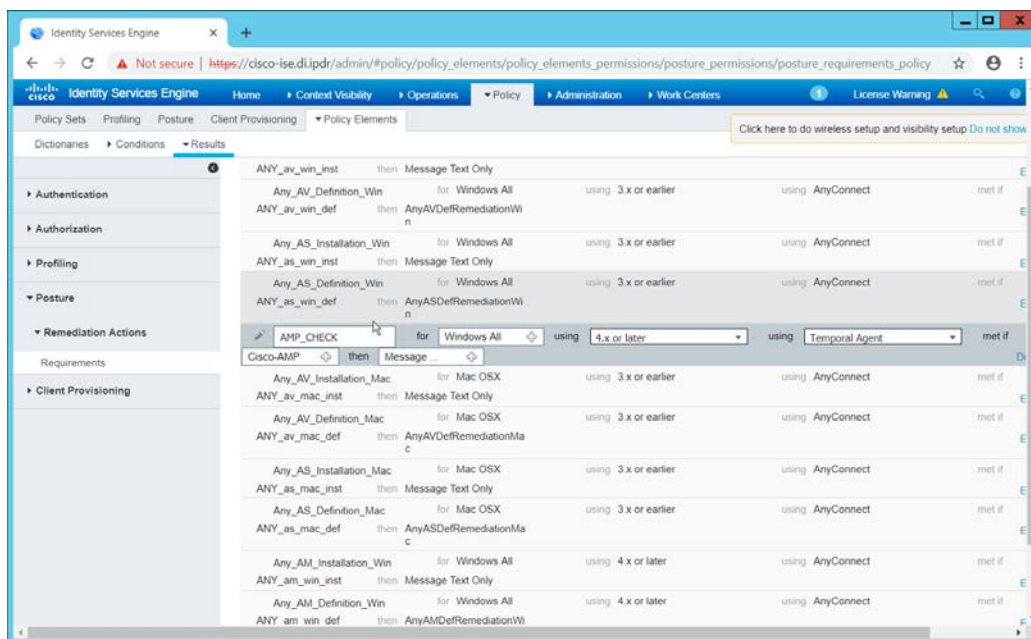 Identity Services Engine
Not secure | https://cisco-ise.di.ipdr/admin/#policy/policy_elements/policy_elements_permissions/posture_permissions/posture_requirements_policy
cisco Identity Services Engine Home Context Visibility Operations Policy Administration Work Centers 1 License Warning
Policy Sets Profiling Posture Client Provisioning Policy Elements
Click here to do wireless setup and visibility setup Do not show
Dictionaries Conditions Results
Authentication
Authorization
Profiling
Posture
Remediation Actions
Requirements
Client Provisioning
ANY_av_win_inst then Message Text Only E
Any_AV_Definition_Win for Windows All using 3.x or earlier using AnyConnect met if
ANY_av_win_def then AnyAVDefRemediationWi E
n
Any_AS_Installation_Win for Windows All using 3.x or earlier using AnyConnect met if
ANY_as_win_inst then Message Text Only E
Any_AS_Definition_Win for Windows All using 3.x or earlier using AnyConnect met if
ANY_as_win_def then AnyASDefRemediationWi E
n
AMP_CHECK for Windows All using 4.x or later using Temporal Agent met if
Cisco-AMP then Message ... D
Any_AV_Installation_Mac for Mac OSX using 3.x or earlier using AnyConnect met if
ANY_av_mac_inst then Message Text Only E
Any_AV_Definition_Mac for Mac OSX using 3.x or earlier using AnyConnect met if
ANY_av_mac_def then AnyAVDefRemediationMa E
c
Any_AS_Installation_Mac for Mac OSX using 3.x or earlier using AnyConnect met if
ANY_as_mac_inst then Message Text Only E
Any_AS_Definition_Mac for Mac OSX using 3.x or earlier using AnyConnect met if
ANY_as_mac_def then AnyASDefRemediationMa E
c
Any_AM_Installation_Win for Windows All using 4.x or later using AnyConnect met if
ANY_am_win_inst then Message Text Only E
Any_AM_Definition_Win for Windows All using 4.x or later using AnyConnect met if
ANY_am_win_def then AnyAMDefRemediationWi E